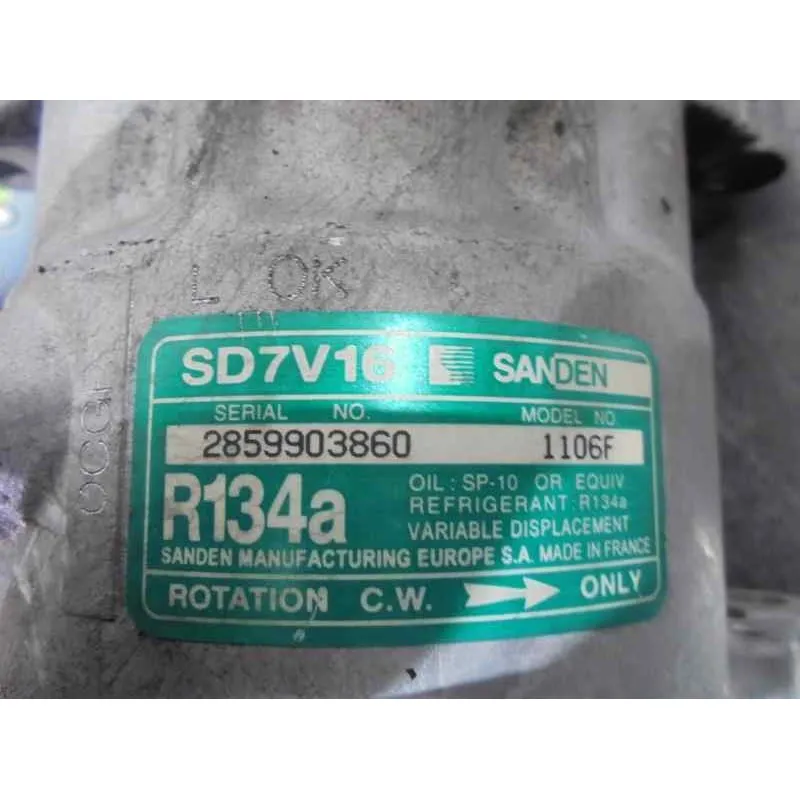 L OK
OCGI
SD7V16 SANDEN
SERIAL NO. MODEL NO
2859903860 1106F
R134a
OIL : SP-10 OR EQUIV
REFRIGERANT : R134a
VARIABLE DISPLACEMENT
SANDEN MANUFACTURING EUROPE S.A. MADE IN FRANCE
ROTATION C.W. ONLY